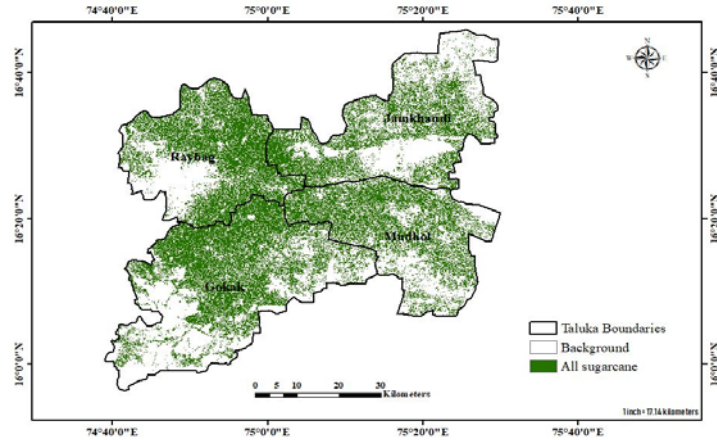 74°40'0"E 75°0'0"E 75°20'0"E 75°40'0"E
N
W E
S
16°40'0"N 16°40'0"N
Jamkhandi
Raybag
16°20'0"N 16°20'0"N
Mudhol
Gokak
Taluka Boundaries
Background
All sugarcane
16°0'0"N 16°0'0"N
0 5 10 20 30
Kilometers
1 inch = 17.14 kilometers
74°40'0"E 75°0'0"E 75°20'0"E 75°40'0"E